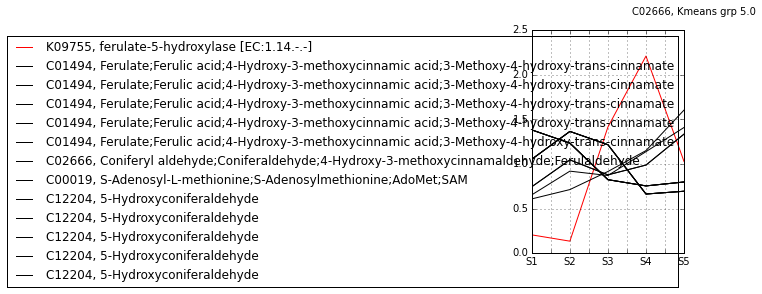 C02666, Kmeans grp 5.0
K09755, ferulate-5-hydroxylase [EC:1.14.-.-]
C01494, Ferulate;Ferulic acid;4-Hydroxy-3-methoxycinnamic acid;3-Methoxy-4-hydroxy-trans-cinnamate
C01494, Ferulate;Ferulic acid;4-Hydroxy-3-methoxycinnamic acid;3-Methoxy-4-hydroxy-trans-cinnamate
C01494, Ferulate;Ferulic acid;4-Hydroxy-3-methoxycinnamic acid;3-Methoxy-4-hydroxy-trans-cinnamate
C01494, Ferulate;Ferulic acid;4-Hydroxy-3-methoxycinnamic acid;3-Methoxy-4-hydroxy-trans-cinnamate
C01494, Ferulate;Ferulic acid;4-Hydroxy-3-methoxycinnamic acid;3-Methoxy-4-hydroxy-trans-cinnamate
C02666, Coniferyl aldehyde;Coniferaldehyde;4-Hydroxy-3-methoxycinnamaldehyde;Ferulaldehyde
C00019, S-Adenosyl-L-methionine;S-Adenosylmethionine;AdoMet;SAM
C12204, 5-Hydroxyconiferaldehyde
C12204, 5-Hydroxyconiferaldehyde
C12204, 5-Hydroxyconiferaldehyde
C12204, 5-Hydroxyconiferaldehyde
C12204, 5-Hydroxyconiferaldehyde
2.5
2.0
1.5
1.0
0.5
0.0
S1 S2 S3 S4 S5